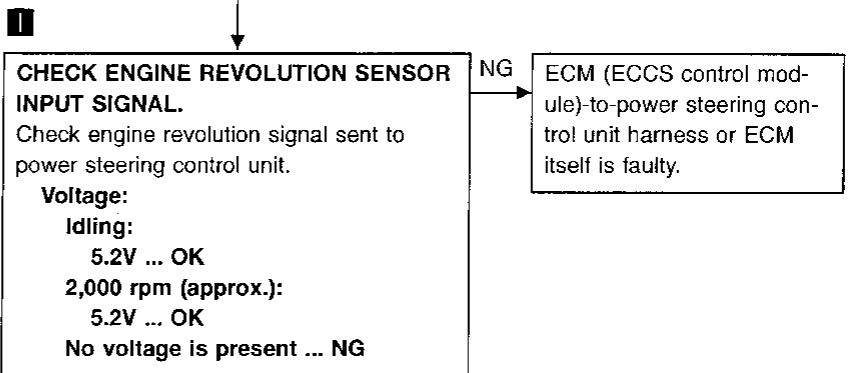 I
CHECK ENGINE REVOLUTION SENSOR
INPUT SIGNAL.
Check engine revolution signal sent to
power steering control unit.
Voltage:
Idling:
5.2V ... OK
2,000 rpm (approx.):
5.2V ... OK
No voltage is present ... NG
NG
ECM (ECCS control mod-
ule)-to-power steering con-
trol unit harness or ECM
itself is faulty.